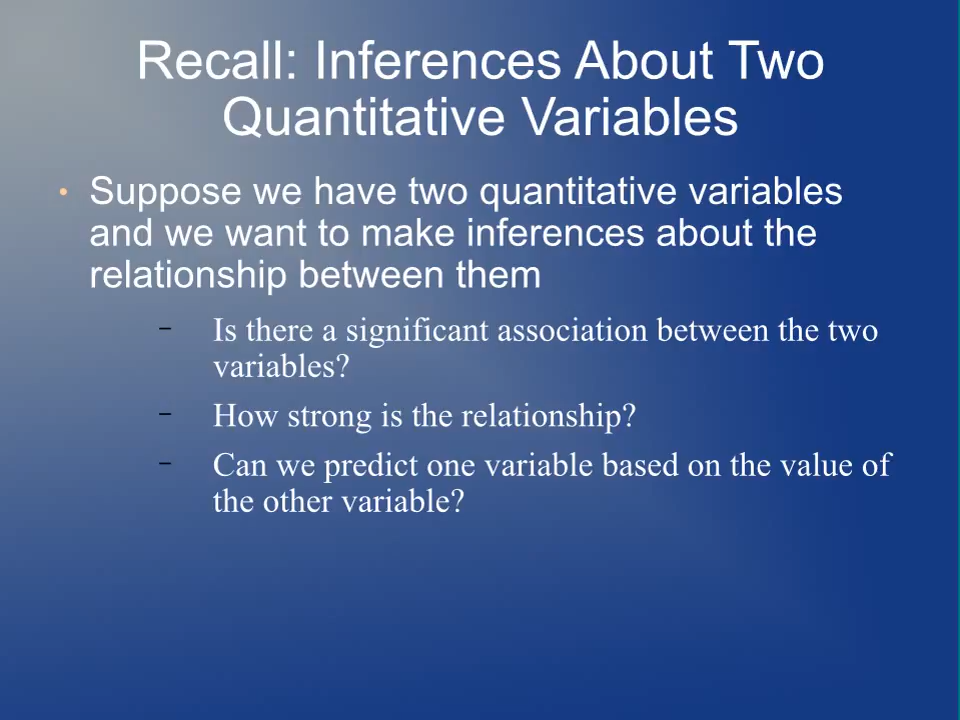 Recall: Inferences About Two
Quantitative Variables
• Suppose we have two quantitative variables
and we want to make inferences about the
relationship between them
– Is there a significant association between the two
variables?
– How strong is the relationship?
– Can we predict one variable based on the value of
the other variable?